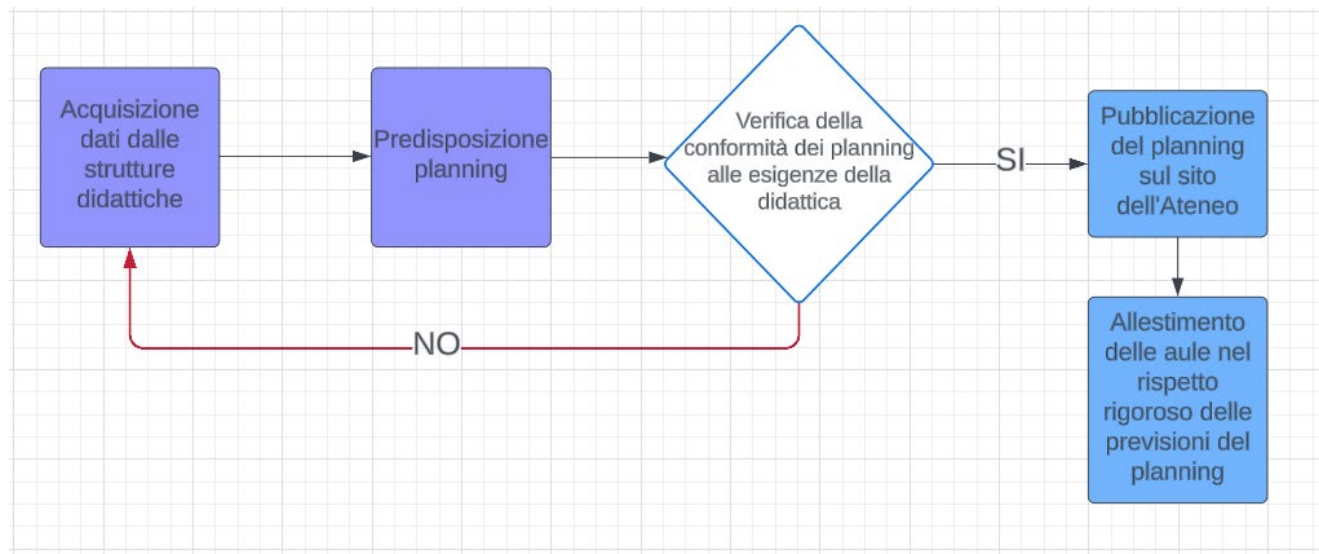 Acquisizione
dati dalle
strutture
didattiche
Predisposizione
planning
Verifica della
conformità dei planning
alle esigenze della
didattica
SI
Pubblicazione
del planning
sul sito
dell'Ateneo
NO
Allestimento
delle aule nel
rispetto
rigoroso delle
previsioni del
planning